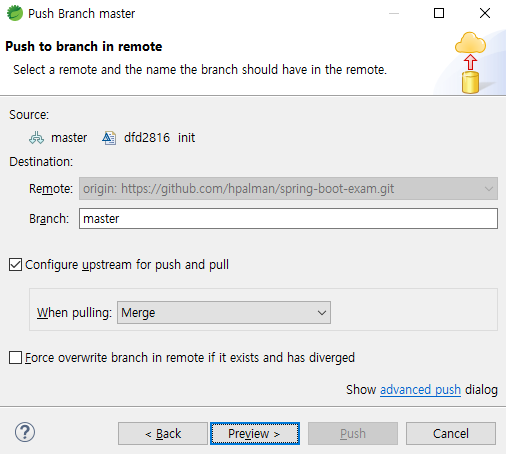 Push Branch master
Push to branch in remote
Select a remote and the name the branch should have in the remote.
Source:
master dfd2816 init
Destination:
Remote: origin: https://github.com/hpalman/spring-boot-exam.git
Branch: master
Configure upstream for push and pull
When pulling: Merge
Force overwrite branch in remote if it exists and has diverged
Show advanced push dialog
? < Back Preview > Push Cancel